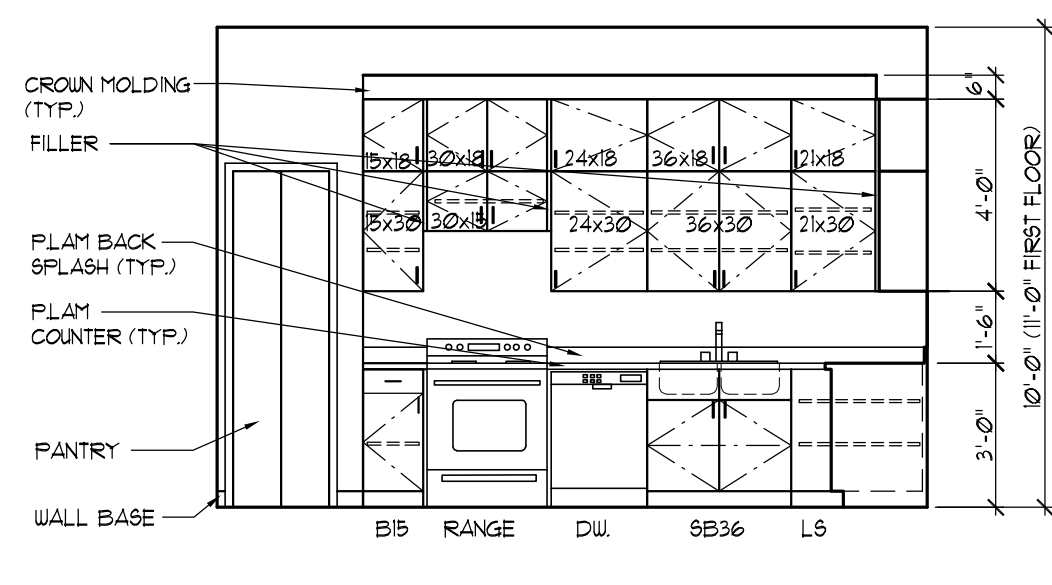 CROWN MOLDING
(TYP.)
FILLER
PLAM BACK
SPLASH (TYP.)
PLAM
COUNTER (TYP.)
PANTRY
WALL BASE
15x18
30x18
24x18
36x18
21x18
15x30
30x15
24x30
36x30
21x30
B15
RANGE
DW.
SB36
LS
6"
4'-0"
1'-6"
3'-0"
10'-0" (11'-0" FIRST FLOOR)